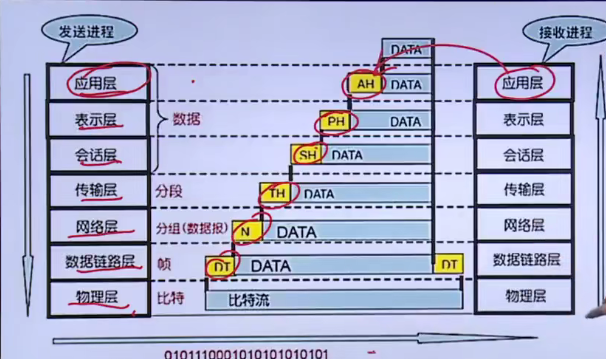 发送进程
接收进程
DATA
应用层
AH
DATA
应用层
表示层
数据
PH
DATA
表示层
会话层
SH
DATA
会话层
传输层
分段
TH
DATA
传输层
网络层
分组(数据报)
N
DATA
网络层
数据链路层
帧
DT
DATA
DT
数据链路层
物理层
比特
比特流
物理层
0101110001010101010101